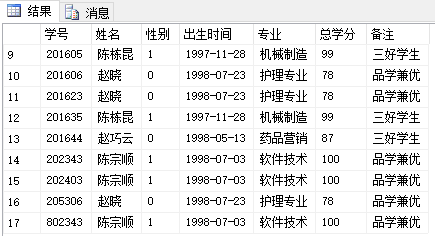 结果 消息
学号 姓名 性别 出生时间 专业 总学分 备注
9 201605 陈栋昆 1 1997-11-28 机械制造 99 三好学生
10 201606 赵晓 0 1998-07-23 护理专业 78 品学兼优
11 201623 赵晓 0 1998-07-23 护理专业 78 品学兼优
12 201635 陈栋昆 1 1997-11-28 机械制造 99 三好学生
13 201644 赵巧云 0 1998-05-13 药品营销 87 三好学生
14 202343 陈宗顺 1 1998-07-03 软件技术 100 品学兼优
15 202403 陈宗顺 1 1998-07-03 软件技术 100 品学兼优
16 205306 赵晓 0 1998-07-23 护理专业 78 品学兼优
17 802343 陈宗顺 1 1998-07-03 软件技术 100 品学兼优